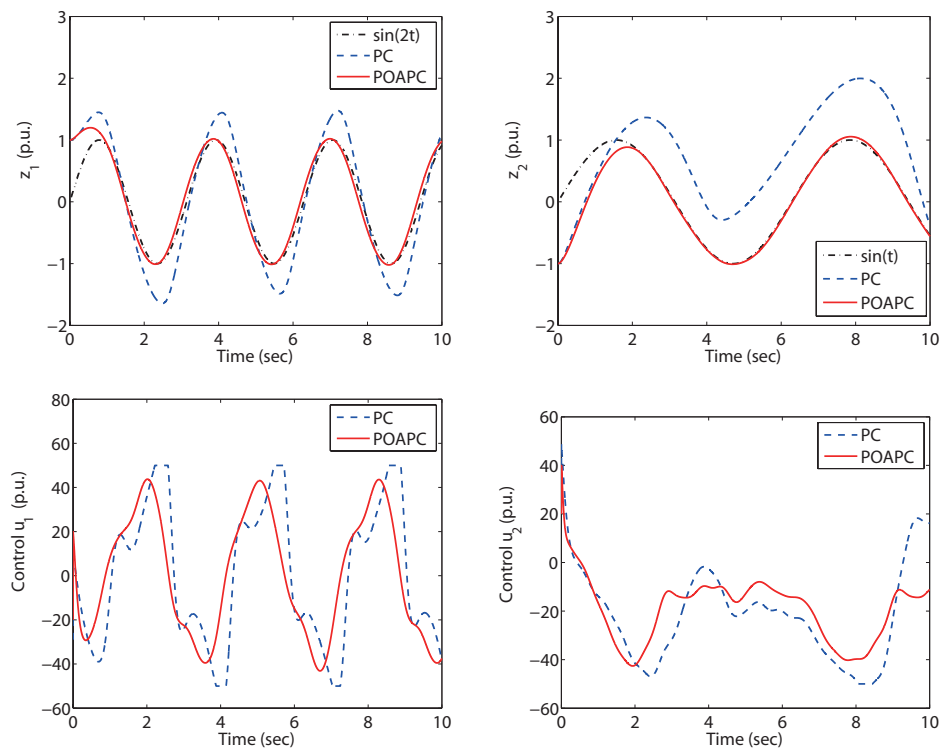 3
2
1
0
−1
−2
z1 (p.u.)
0 2 4 6 8 10
Time (sec)
sin(2t)
PC
POAPC
3
2
1
0
−1
−2
z2 (p.u.)
0 2 4 6 8 10
Time (sec)
sin(t)
PC
POAPC
80
60
40
20
0
−20
−40
−60
Control u1 (p.u.)
0 2 4 6 8 10
Time (sec)
PC
POAPC
60
40
20
0
−20
−40
−60
Control u2 (p.u.)
0 2 4 6 8 10
Time (sec)
PC
POAPC